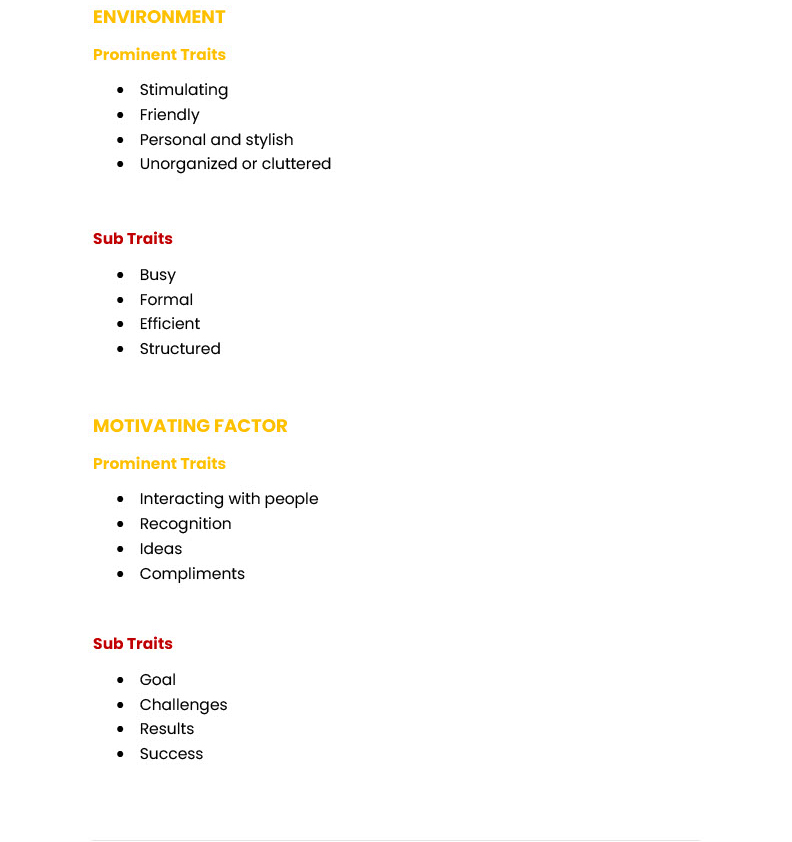 ENVIRONMENT
Prominent Traits
• Stimulating
• Friendly
• Personal and stylish
• Unorganized or cluttered
Sub Traits
• Busy
• Formal
• Efficient
• Structured
MOTIVATING FACTOR
Prominent Traits
• Interacting with people
• Recognition
• Ideas
• Compliments
Sub Traits
• Goal
• Challenges
• Results
• Success